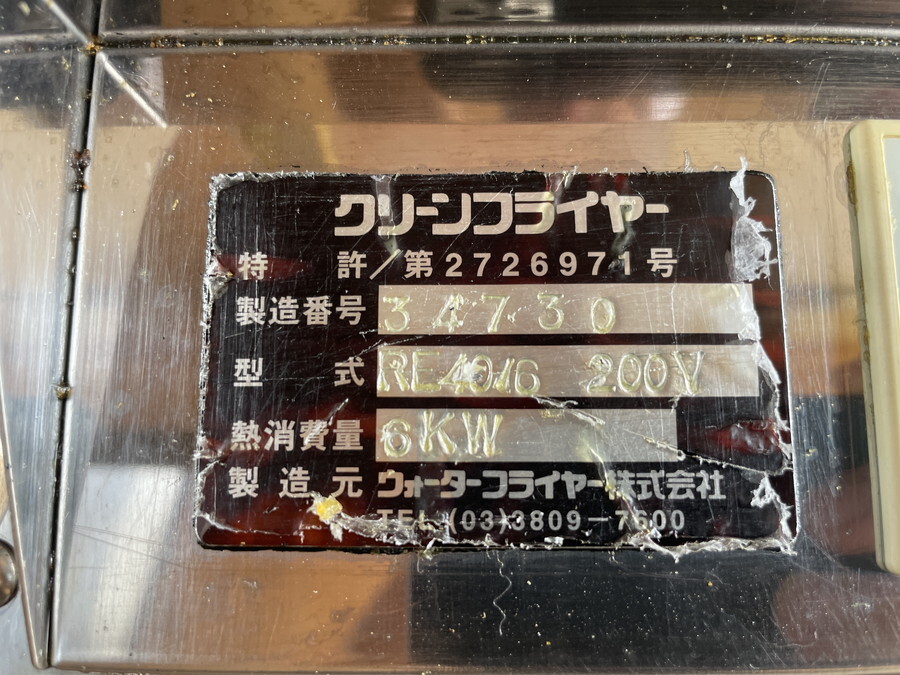 クリーンフライヤー
特 許／第2726971号
製造番号 34730
型 式 RE40/6 200V
熱消費量 6KW
製造元 ウォーターフライヤー株式会社
TEL (03)3809-7600